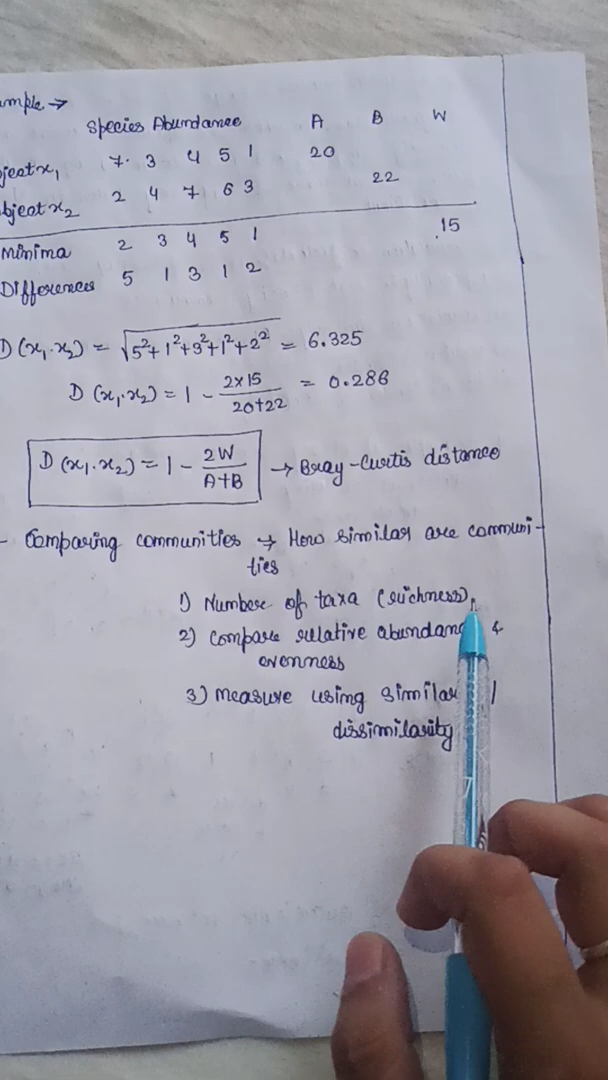 mple →
Species Abundance A B W
ject x₁ 7. 3 4 5 1 20
bject x₂ 2 4 7 6 3 22
Minima 2 3 4 5 1 .15
Differences 5 1 3 1 2
D (x₁.x₂) = √5²+1²+3²+1²+2² = 6.325
D (x₁.x₂) = 1 - 2×15/20+22 = 0.286
D (x₁.x₂) = 1 - 2W/A+B → Bray-Curtis distance
- Comparing communities → How similar are communi-
ties
1) Number of taxa (richness).
2) compare relative abundanc &
evenness
3) measure using similar /
dissimilarity